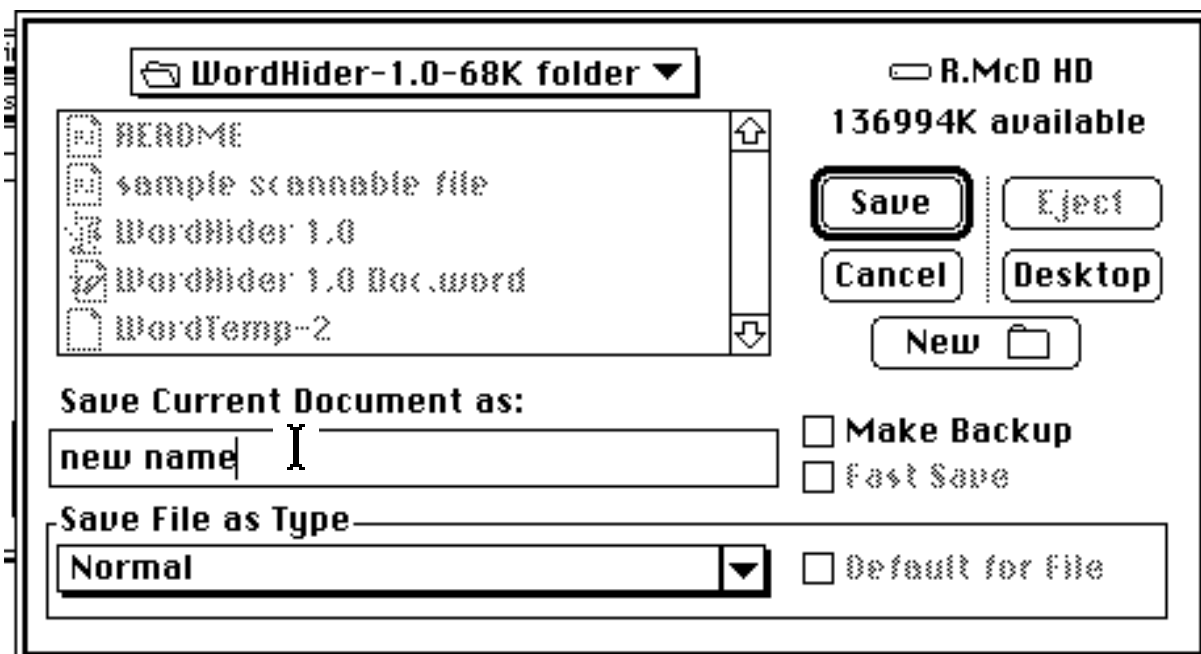 WordHider-1.0-68K folder
R.McD HD
136994K available
README
sample scannable file
WordHider 1.0
WordHider 1.0 Doc.word
WordTemp-2
Save
Eject
Cancel
Desktop
New
Save Current Document as:
new name
Make Backup
Fast Save
Save File as Type
Normal
Default for File